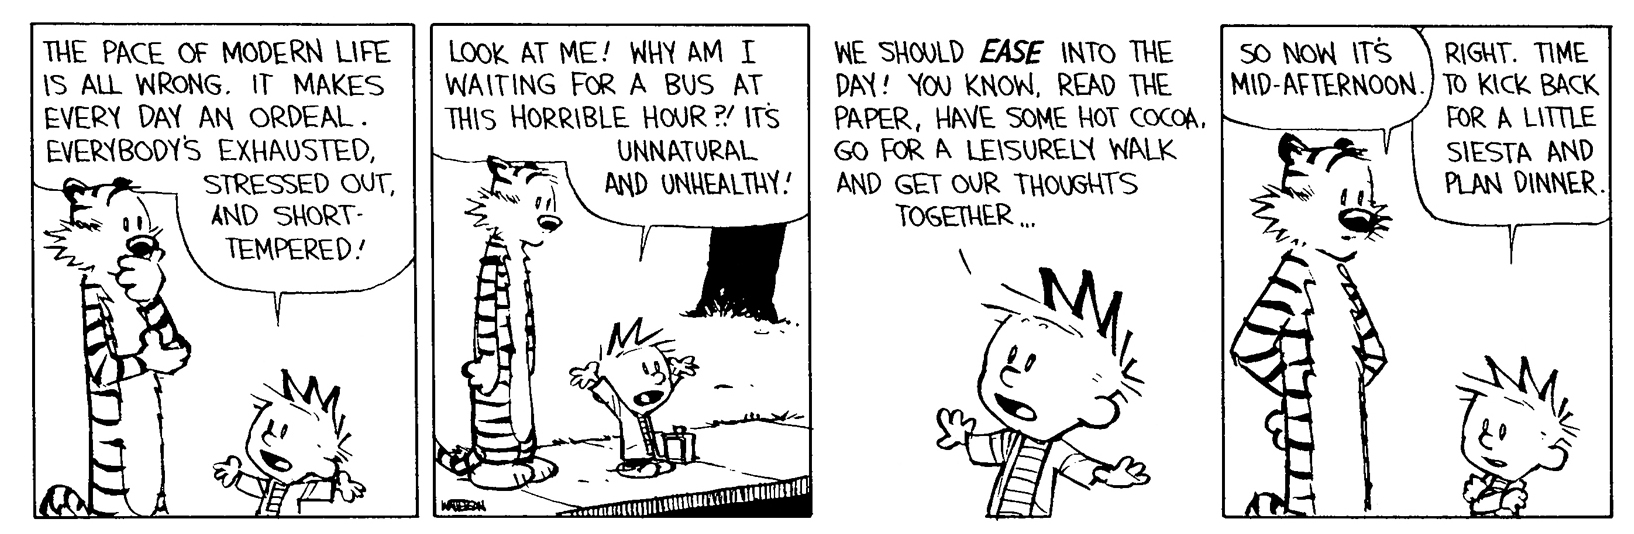 THE PACE OF MODERN LIFE
IS ALL WRONG. IT MAKES
EVERY DAY AN ORDEAL.
EVERYBODY'S EXHAUSTED,
STRESSED OUT,
AND SHORT-
TEMPERED!
LOOK AT ME! WHY AM I
WAITING FOR A BUS AT
THIS HORRIBLE HOUR?! IT'S
UNNATURAL
AND UNHEALTHY!
WATTERSON
WE SHOULD EASE INTO THE
DAY! YOU KNOW, READ THE
PAPER, HAVE SOME HOT COCOA,
GO FOR A LEISURELY WALK
AND GET OUR THOUGHTS
TOGETHER...
SO NOW IT'S
MID-AFTERNOON.
RIGHT. TIME
TO KICK BACK
FOR A LITTLE
SIESTA AND
PLAN DINNER.